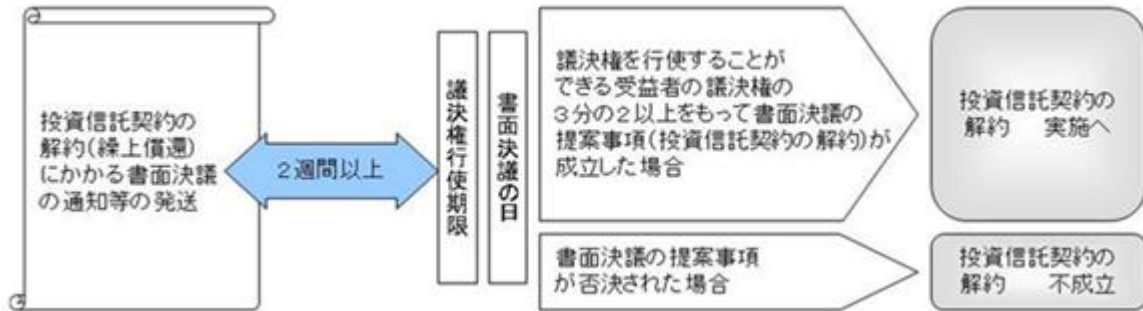 投資信託契約の
解約(繰上償還)
にかかる書面決議
の通知等の発送
2週間以上
議決権行使期限
書面決議の日
議決権を行使することが
できる受益者の議決権の
3分の2以上をもって書面決議の
提案事項(投資信託契約の解約)が
成立した場合
投資信託契約の
解約 実施へ
書面決議の提案事項
が否決された場合
投資信託契約の
解約 不成立